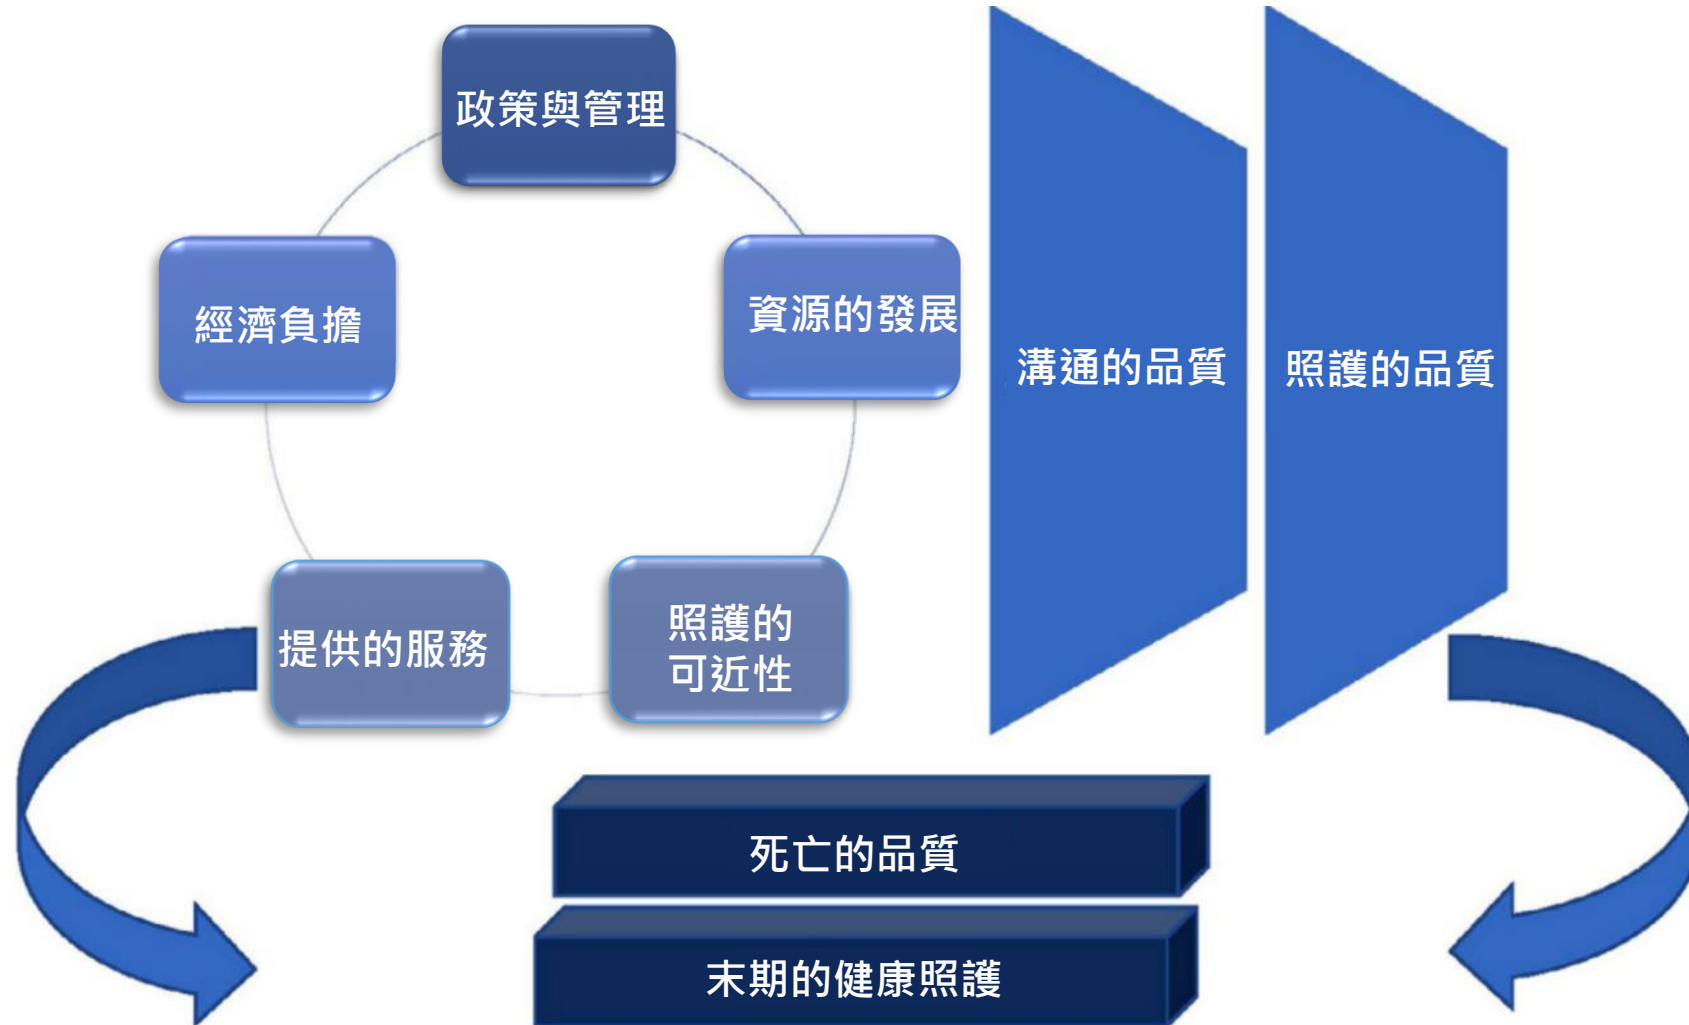 政策與管理
經濟負擔
資源的發展
提供的服務
照護的
可近性
溝通的品質
照護的品質
死亡的品質
末期的健康照護